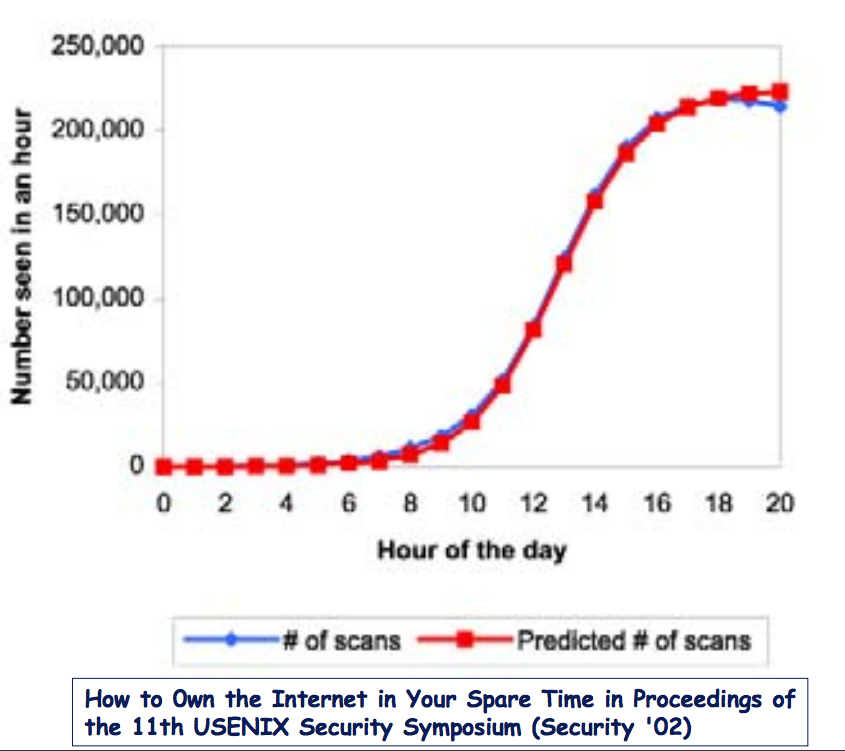 250,000
200,000
150,000
100,000
50,000
0
Number seen in an hour
0 2 4 6 8 10 12 14 16 18 20
Hour of the day
# of scans Predicted # of scans
How to Own the Internet in Your Spare Time in Proceedings of
the 11th USENIX Security Symposium (Security '02)